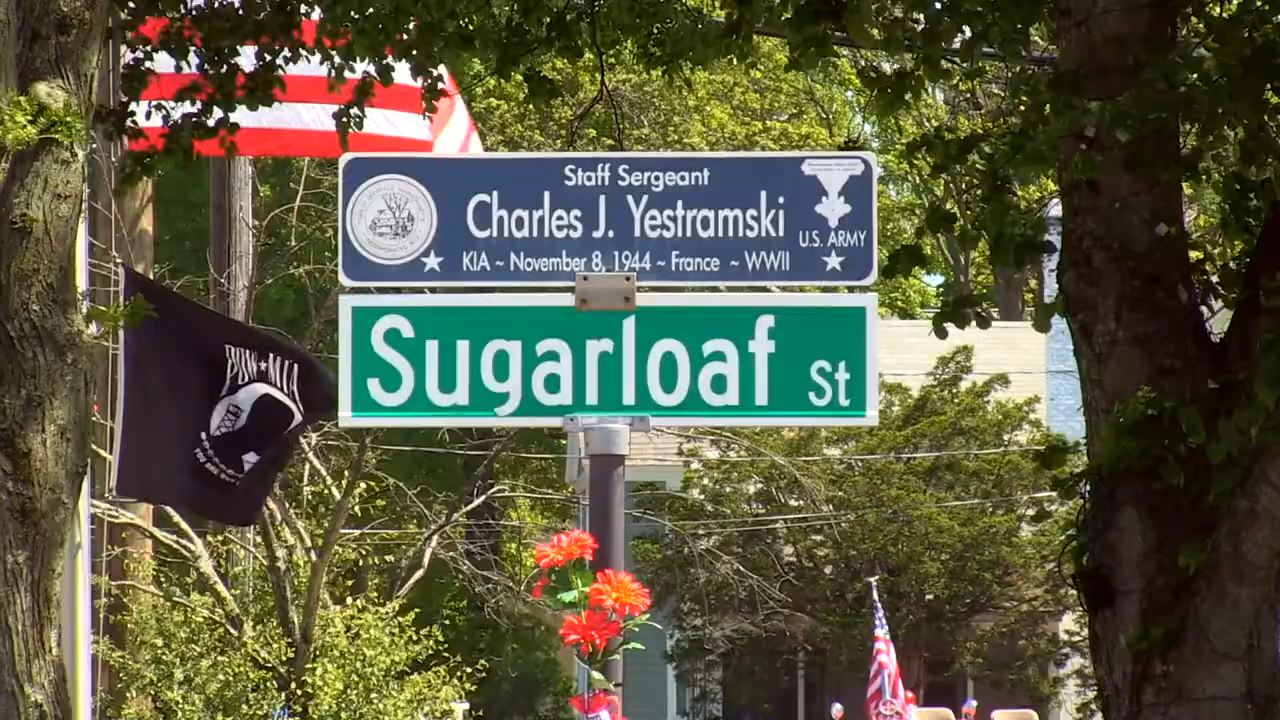 Staff Sergeant
Charles J. Yestramski
U.S. ARMY
KIA ~ November 8, 1944 ~ France ~ WWII
Sugarloaf St
POW★MIA